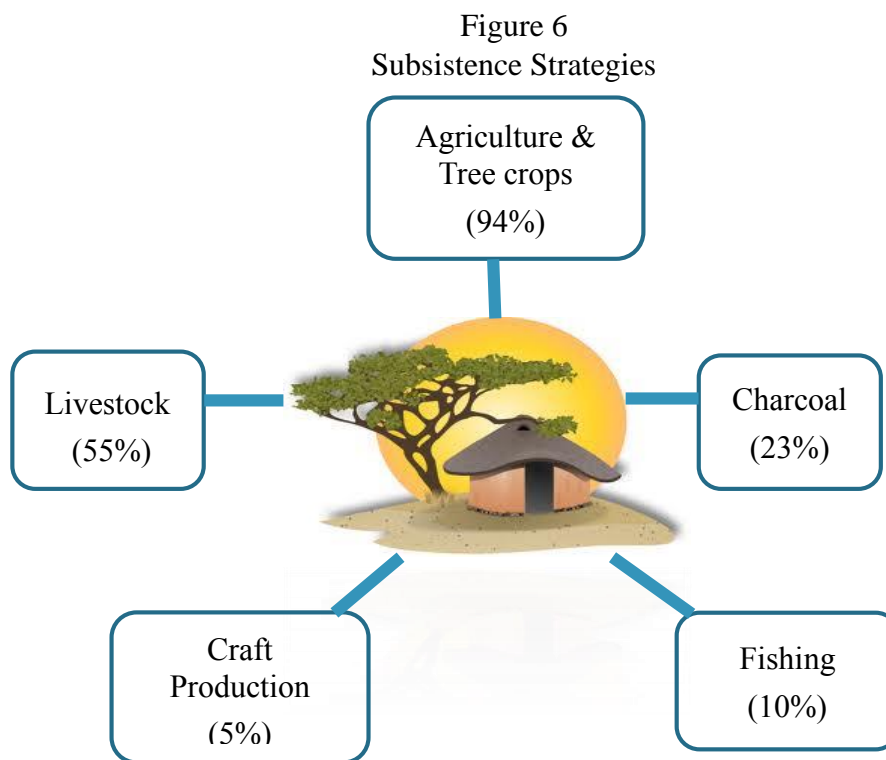 Figure 6
Subsistence Strategies
Agriculture &
Tree crops
(94%)
Livestock
(55%)
Charcoal
(23%)
Craft
Production
(5%)
Fishing
(10%)